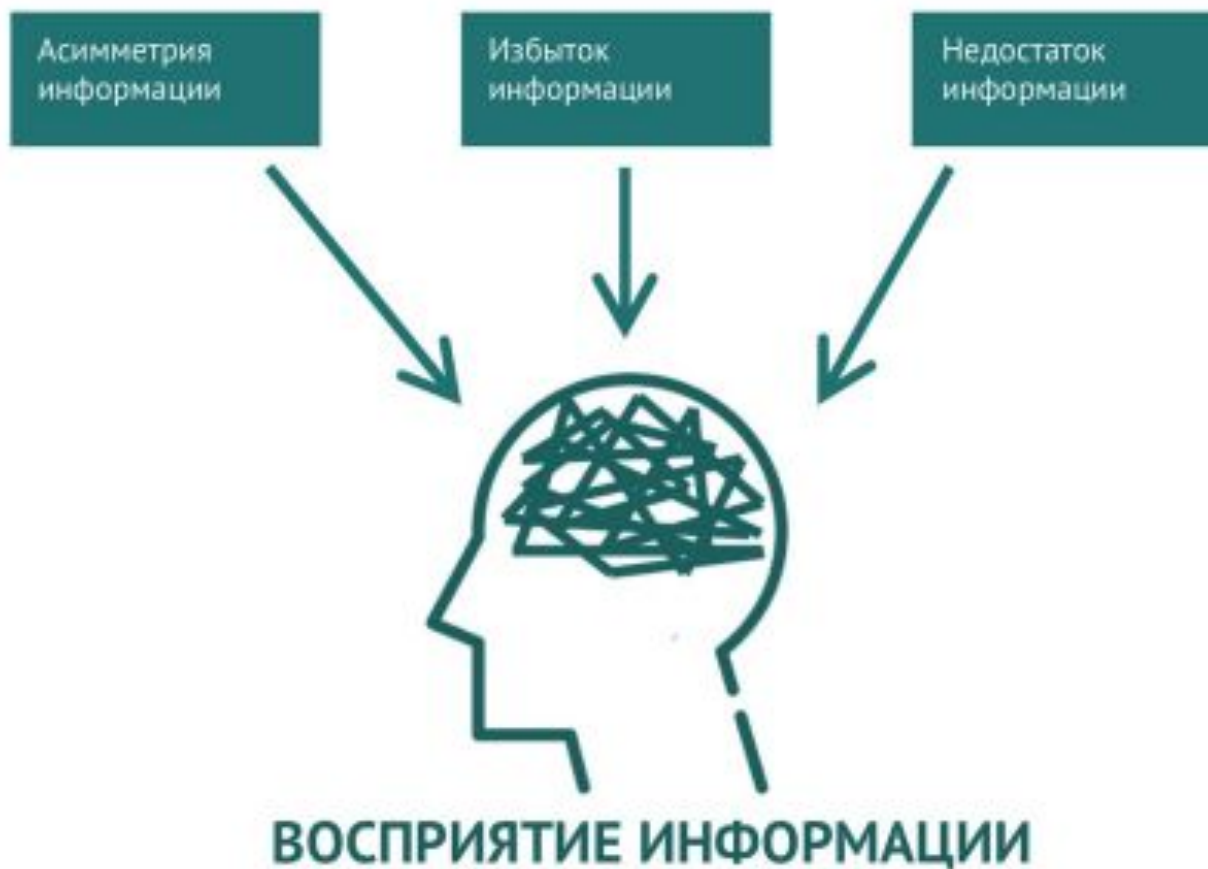 Асимметрия
информации
Избыток
информации
Недостаток
информации
ВОСПРИЯТИЕ ИНФОРМАЦИИ